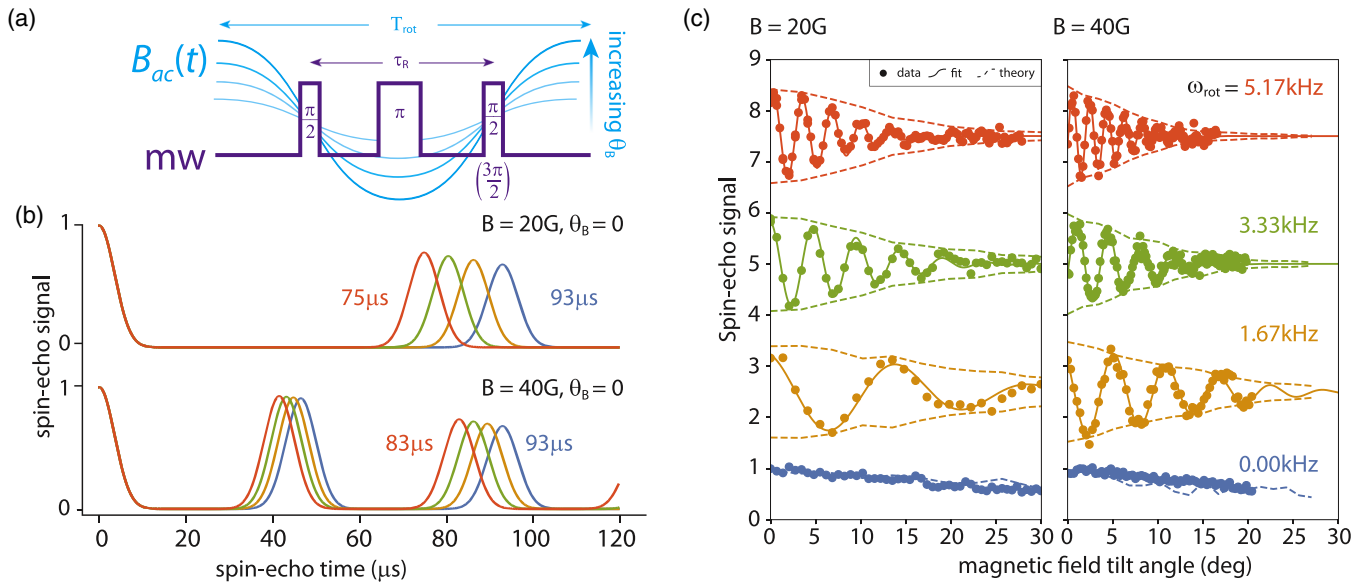 (a)
T_rot
B_ac(t)
τ_R
increasing θ_B
π/2
π
π/2
mw
(3π/2)
(b)
1
B = 20G, θ_B = 0
75μs
93μs
0
1
B = 40G, θ_B = 0
83μs
93μs
0
spin-echo signal
0 20 40 60 80 100 120
spin-echo time (μs)
(c)
B = 20G
B = 40G
data fit theory
ω_rot = 5.17kHz
3.33kHz
1.67kHz
0.00kHz
9
8
7
6
5
4
3
2
1
0
Spin-echo signal
0 5 10 15 20 25 30
0 5 10 15 20 25 30
magnetic field tilt angle (deg)